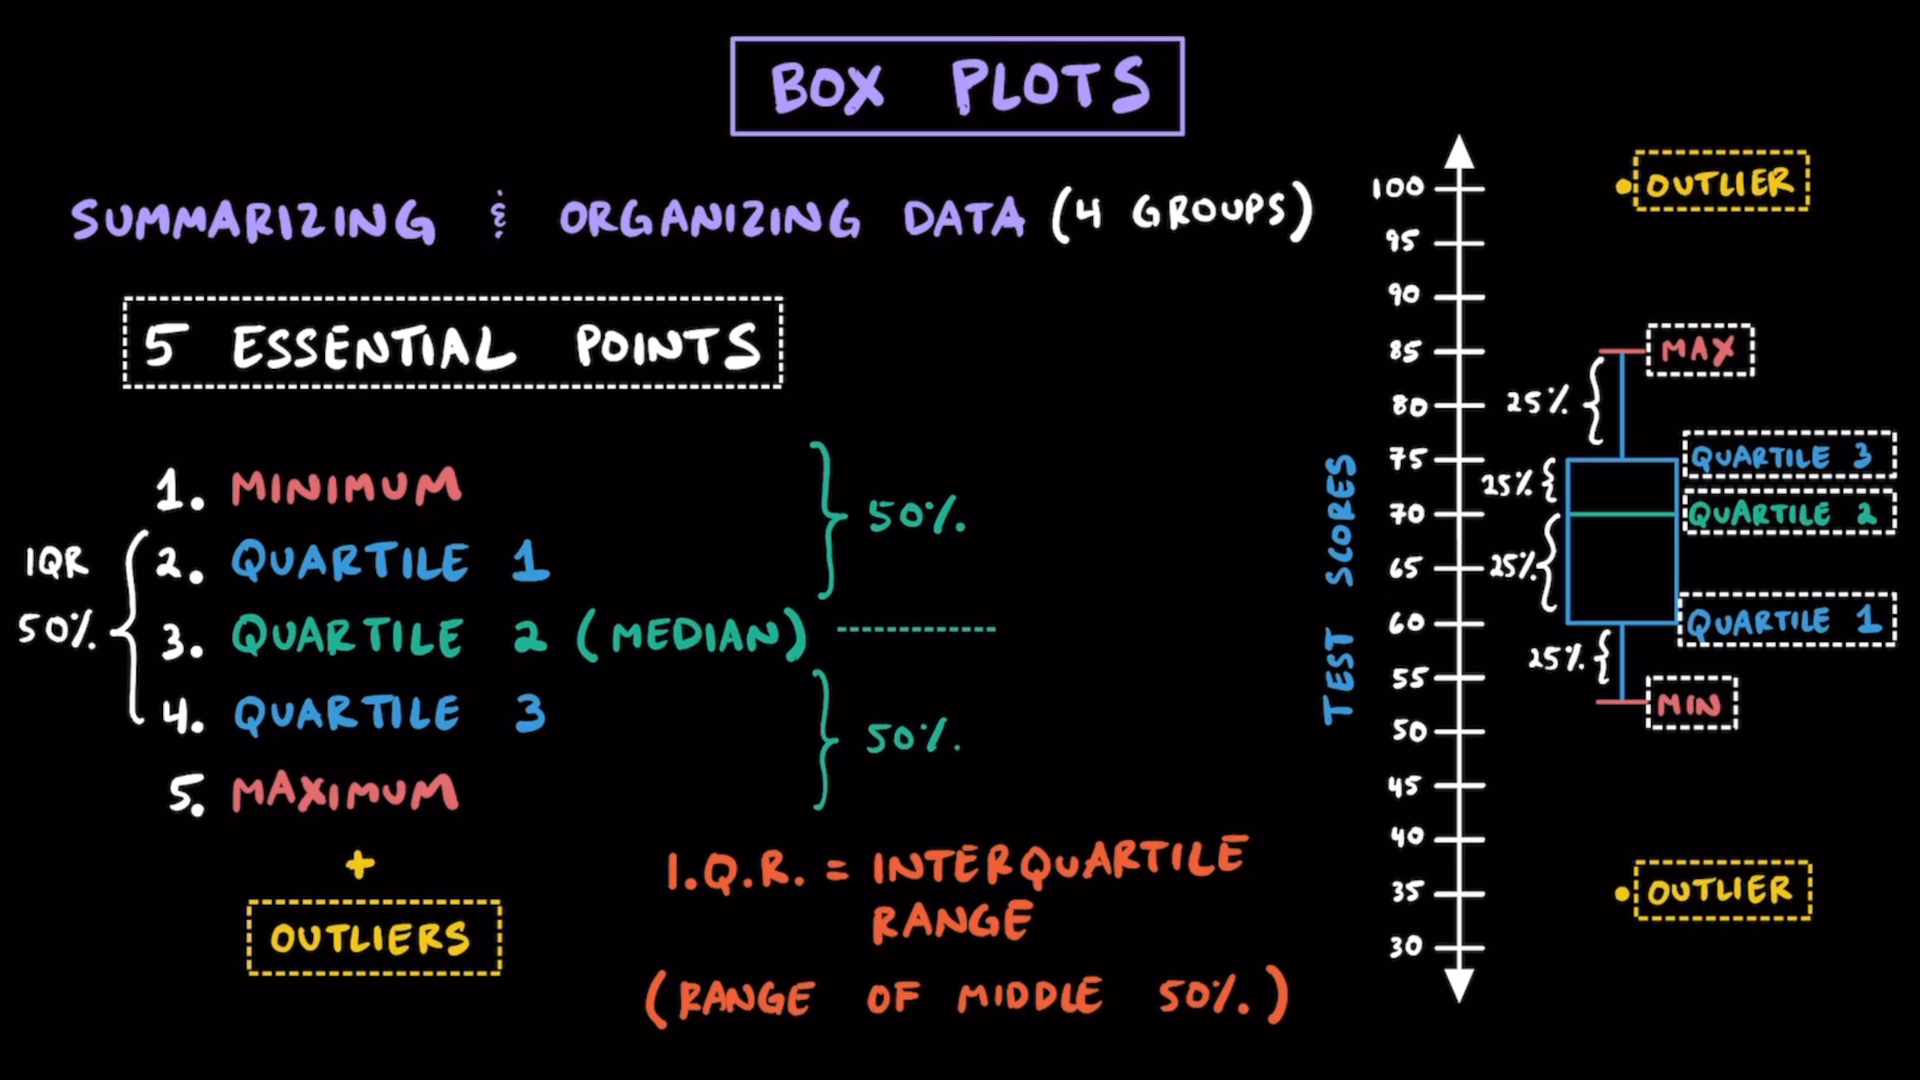 BOX PLOTS
SUMMARIZING & ORGANIZING DATA (4 GROUPS)
5 ESSENTIAL POINTS
1. MINIMUM
2. QUARTILE 1
3. QUARTILE 2 (MEDIAN)
4. QUARTILE 3
5. MAXIMUM
IQR
50%.
50%.
50%.
+
OUTLIERS
I.Q.R. = INTERQUARTILE
RANGE
(RANGE OF MIDDLE 50%.)
TEST SCORES
100
95
90
85
80
75
70
65
60
55
50
45
40
35
30
OUTLIER
MAX
25%.
QUARTILE 3
25%.
QUARTILE 2
25%.
QUARTILE 1
25%.
MIN
OUTLIER